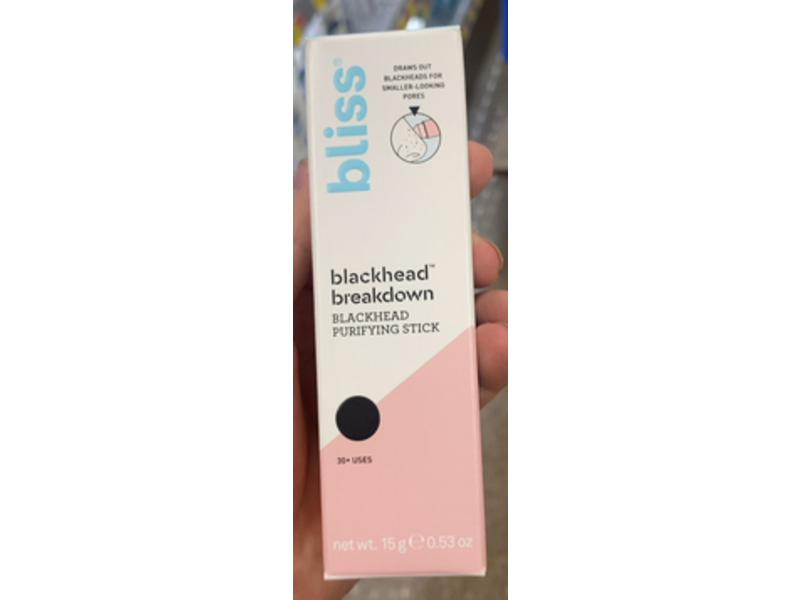 bliss®
DRAWS OUT
BLACKHEADS FOR
SMALLER-LOOKING
PORES
blackhead™
breakdown
BLACKHEAD
PURIFYING STICK
30+ USES
net wt. 15 g ℮ 0.53 oz